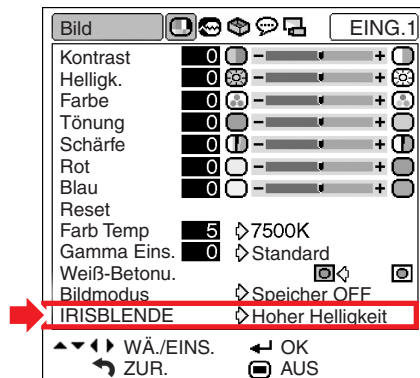 Bild EING.1
Kontrast 0 - +
Helligk. 0 - +
Farbe 0 - +
Tönung 0 - +
Schärfe 0 - +
Rot 0 - +
Blau 0 - +
Reset
Farb Temp 5 7500K
Gamma Eins. 0 Standard
Weiß-Betonu.
Bildmodus Speicher OFF
IRISBLENDE Hoher Helligkeit
WÄ./EINS. OK
ZUR. AUS